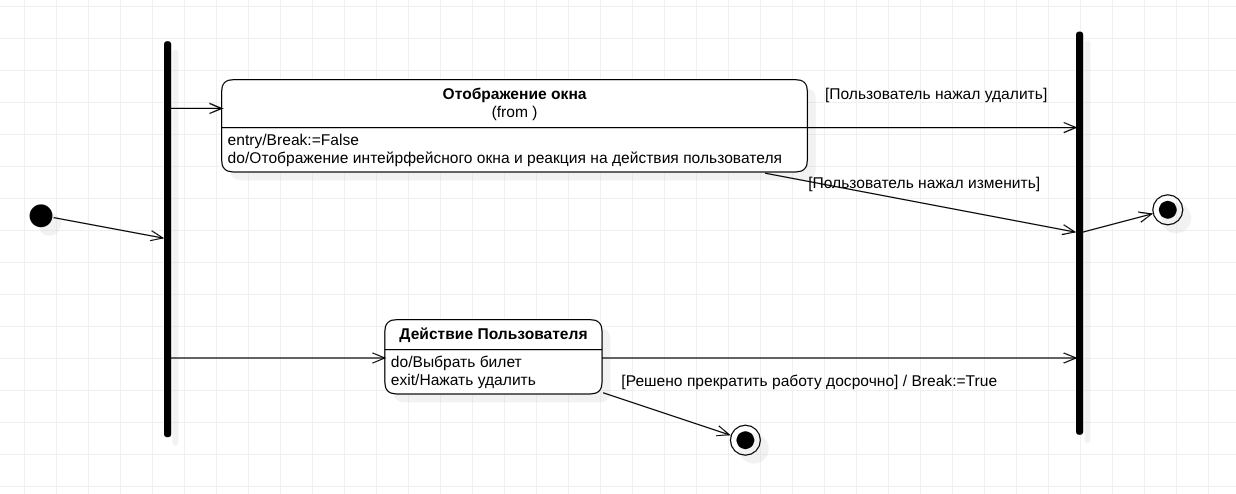 Отображение окна
(from )
[Пользователь нажал удалить]
entry/Break:=False
do/Отображение интейрфейсного окна и реакция на действия пользователя
[Пользователь нажал изменить]
Действие Пользователя
do/Выбрать билет
exit/Нажать удалить
[Решено прекратить работу досрочно] / Break:=True